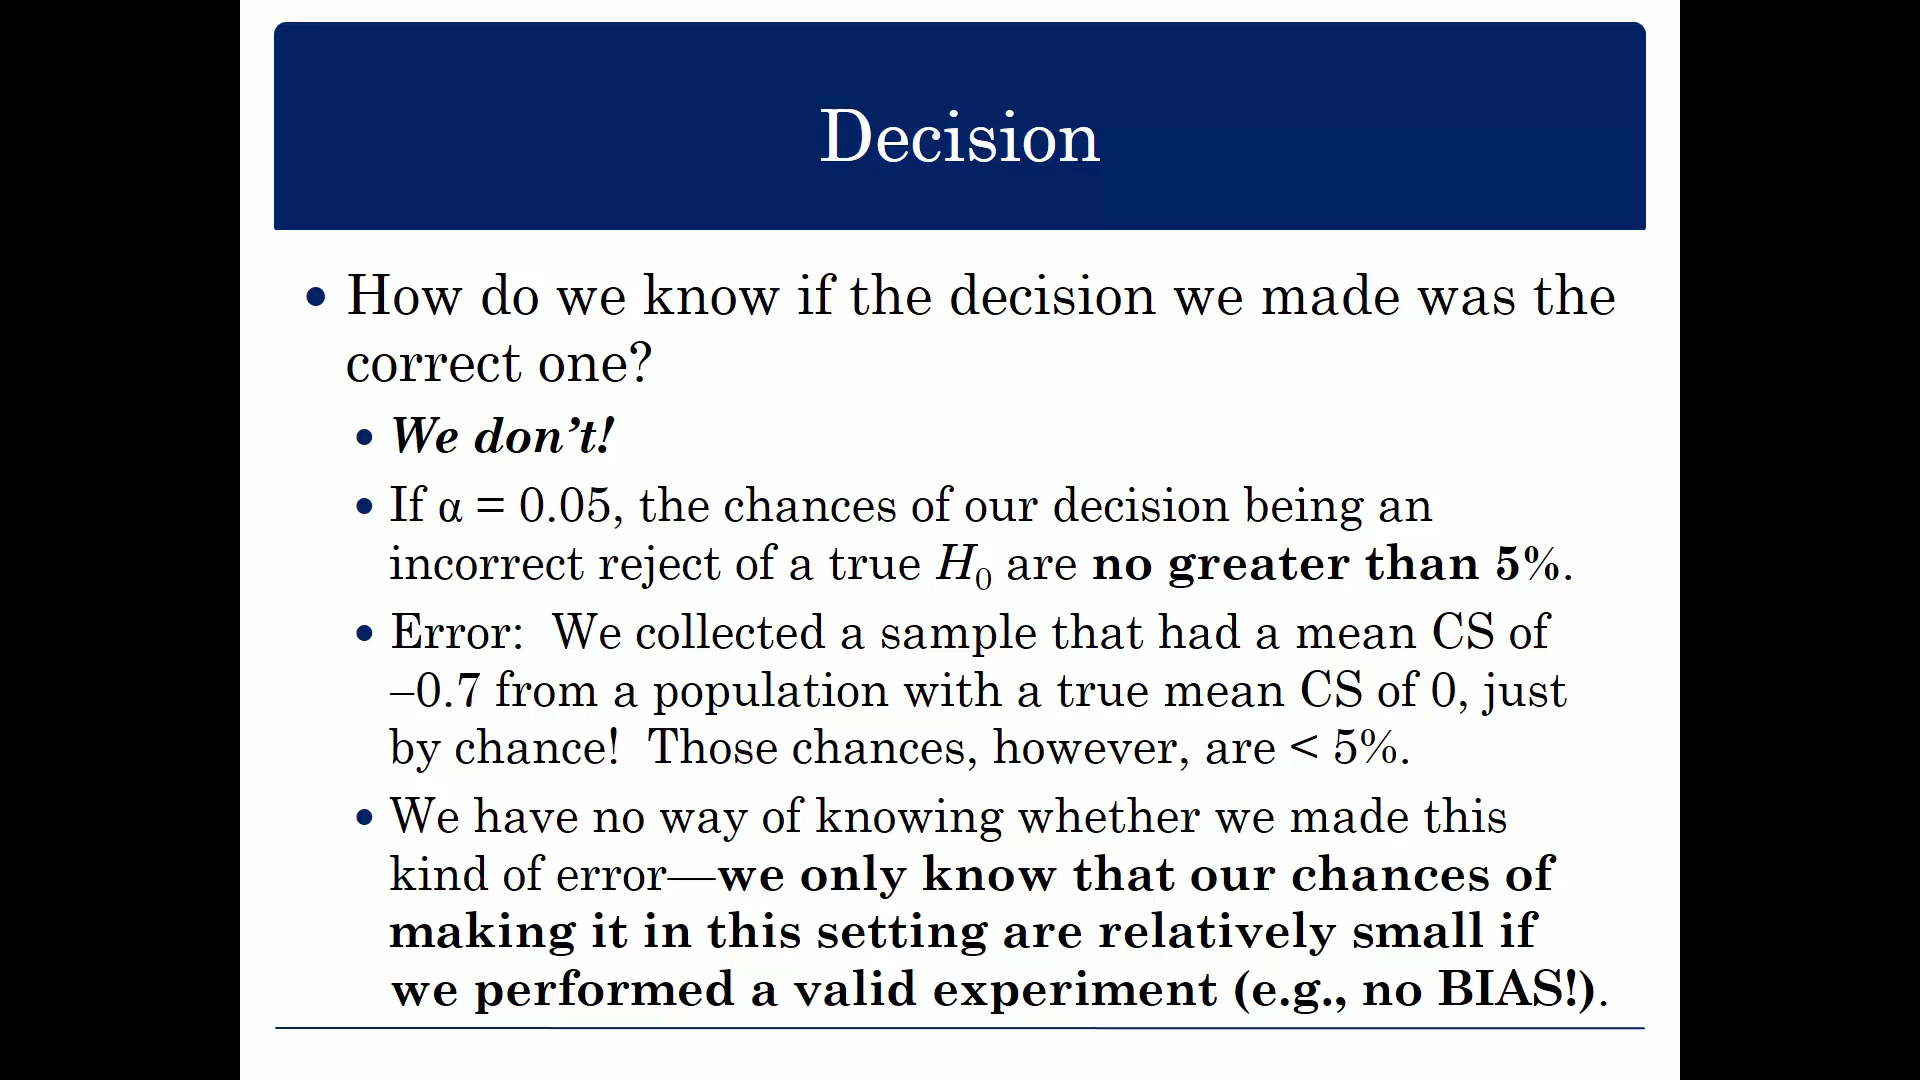 Decision
• How do we know if the decision we made was the
correct one?
• We don’t!
• If α = 0.05, the chances of our decision being an
incorrect reject of a true H₀ are no greater than 5%.
• Error:  We collected a sample that had a mean CS of
–0.7 from a population with a true mean CS of 0, just
by chance!  Those chances, however, are < 5%.
• We have no way of knowing whether we made this
kind of error—we only know that our chances of
making it in this setting are relatively small if
we performed a valid experiment (e.g., no BIAS!).